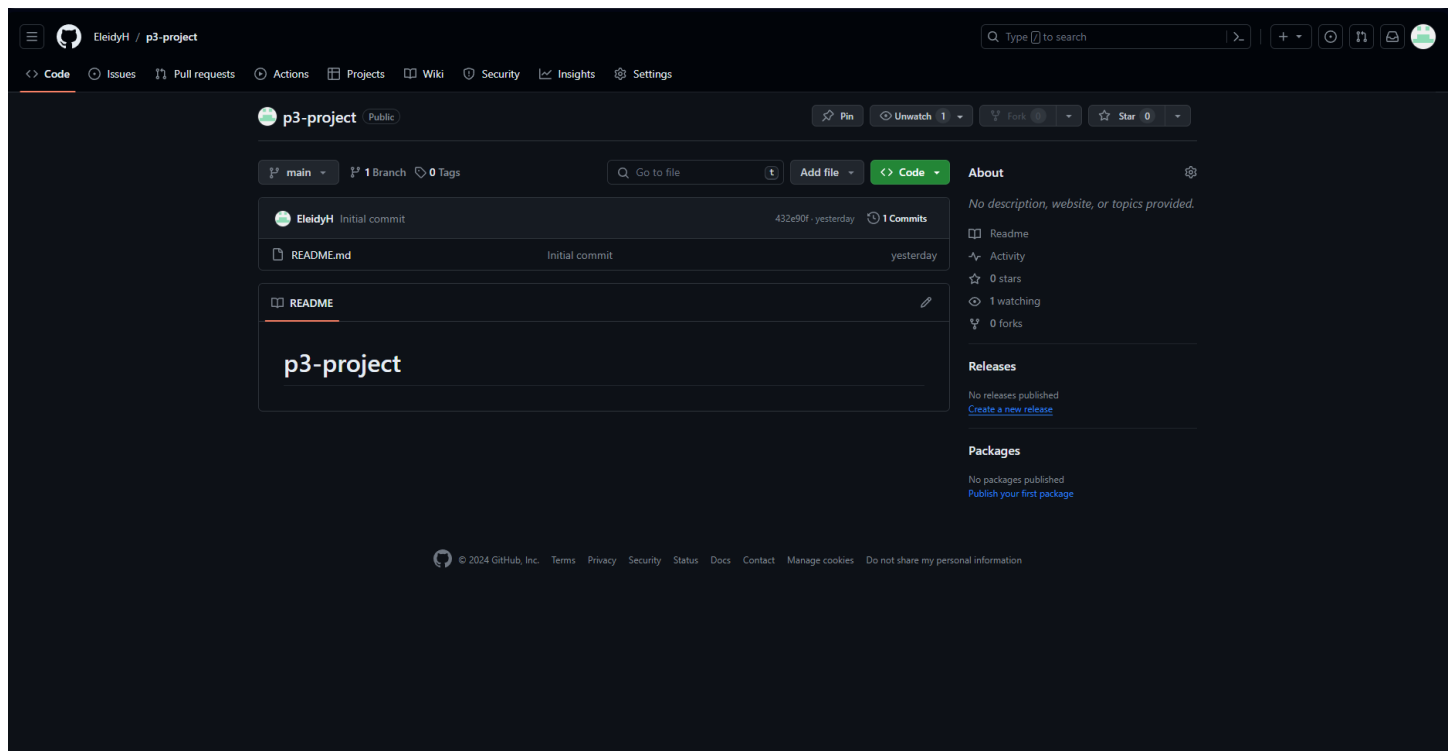 EleidyH / p3-project
Type / to search
Code Issues Pull requests Actions Projects Wiki Security Insights Settings
p3-project Public
Pin Unwatch 1 Fork 0 Star 0
main 1 Branch 0 Tags
Go to file t Add file Code
EleidyH Initial commit 432e90f · yesterday 1 Commits
README.md Initial commit yesterday
README
p3-project
About
No description, website, or topics provided.
Readme
Activity
0 stars
1 watching
0 forks
Releases
No releases published
Create a new release
Packages
No packages published
Publish your first package
© 2024 GitHub, Inc. Terms Privacy Security Status Docs Contact Manage cookies Do not share my personal information